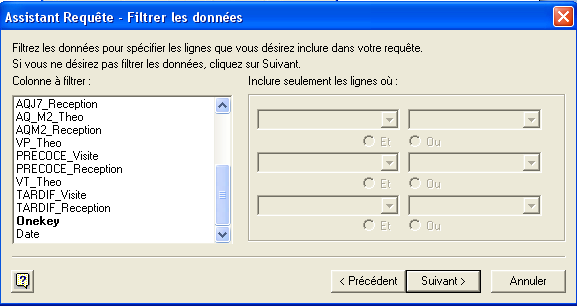 Assistant Requête - Filtrer les données
Filtrez les données pour spécifier les lignes que vous désirez inclure dans votre requête.
Si vous ne désirez pas filtrer les données, cliquez sur Suivant.
Colonne à filtrer :
Inclure seulement les lignes où :
AQJ7_Reception
AQ_M2_Theo
AQM2_Reception
VP_Theo
PRECOCE_Visite
PRECOCE_Reception
VT_Theo
TARDIF_Visite
TARDIF_Reception
Onekey
Date
Et Ou
Et Ou
Et Ou
?
< Précédent
Suivant >
Annuler